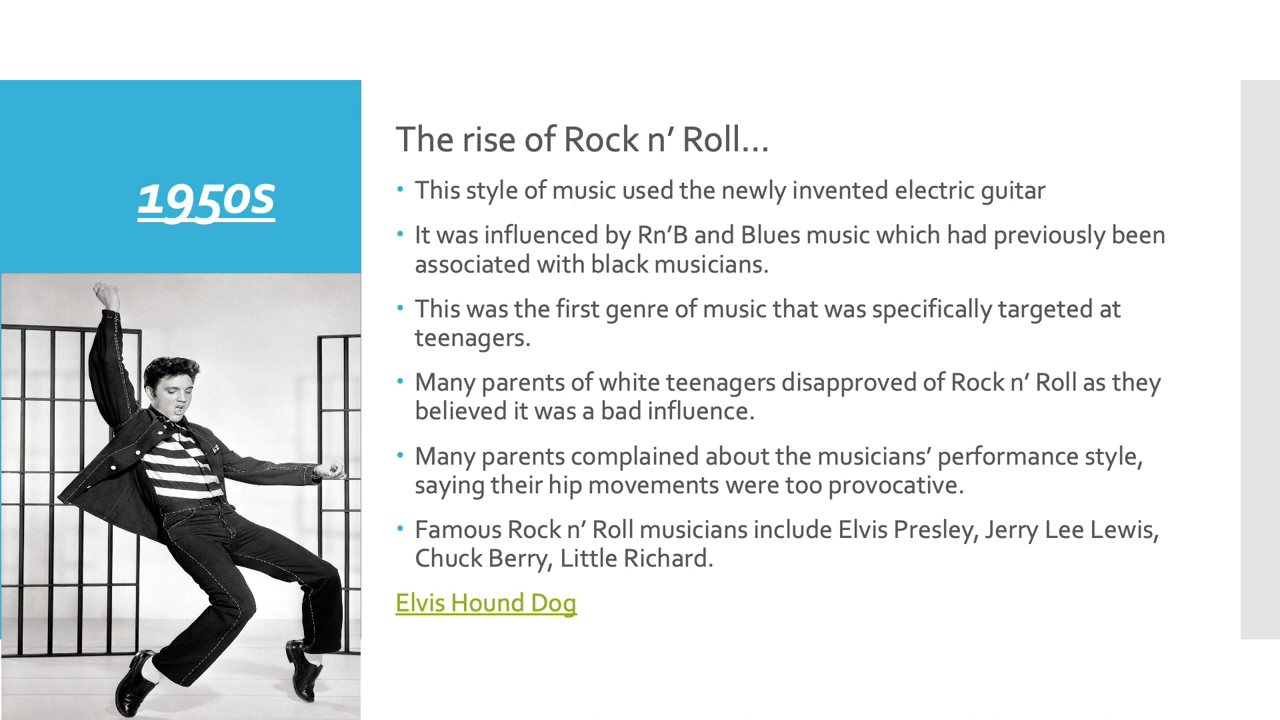 1950s
The rise of Rock n’ Roll…
• This style of music used the newly invented electric guitar
• It was influenced by Rn’B and Blues music which had previously been
associated with black musicians.
• This was the first genre of music that was specifically targeted at
teenagers.
• Many parents of white teenagers disapproved of Rock n’ Roll as they
believed it was a bad influence.
• Many parents complained about the musicians’ performance style,
saying their hip movements were too provocative.
• Famous Rock n’ Roll musicians include Elvis Presley, Jerry Lee Lewis,
Chuck Berry, Little Richard.
Elvis Hound Dog